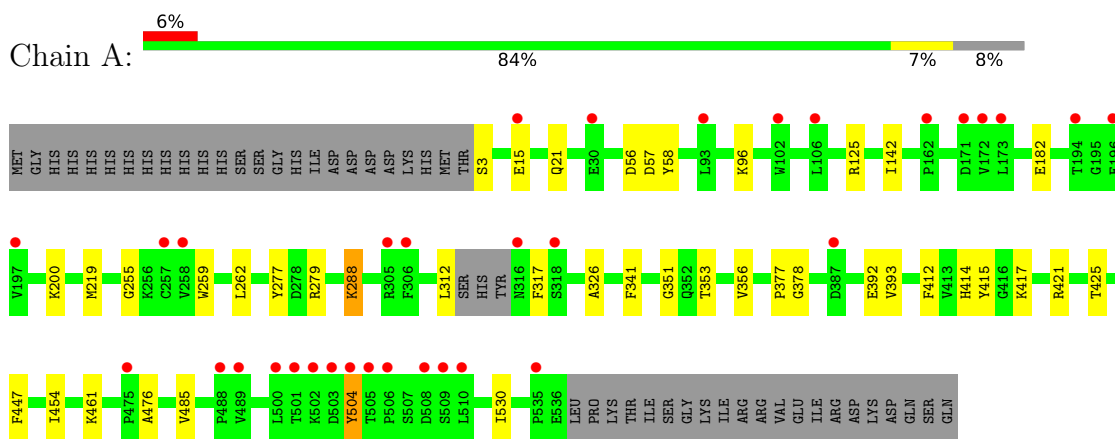 6%
Chain A:
84% 7% 8%
MET GLY HIS HIS HIS HIS HIS HIS HIS HIS HIS HIS SER SER GLY HIS ILE ASP ASP ASP ASP LYS HIS MET THR S3 E15 Q21 E30 D56 D57 Y58 L93 K96 W102 L106 R125 I142 P162 D171 V172 L173 E182 T194 G195 E196
V197 K200 M219 G255 K256 C257 V258 W259 L262 Y277 D278 R279 K288 R305 F306 L312 SER HIS TYR N316 F317 S318 A326 F341 G351 Q352 T353 V356 P377 G378 D387 E392 V393 F412 V413 H414 Y415 G416 K417 R421 T425
F447 I454 K461 P475 A476 V485 P488 V489 L500 T501 K502 D503 Y504 T505 P506 S507 D508 S509 L510 I530 P535 E536 LEU PRO LYS THR ILE SER GLY LYS ILE ARG ARG VAL GLU ILE ARG ASP LYS ASP GLN SER GLN